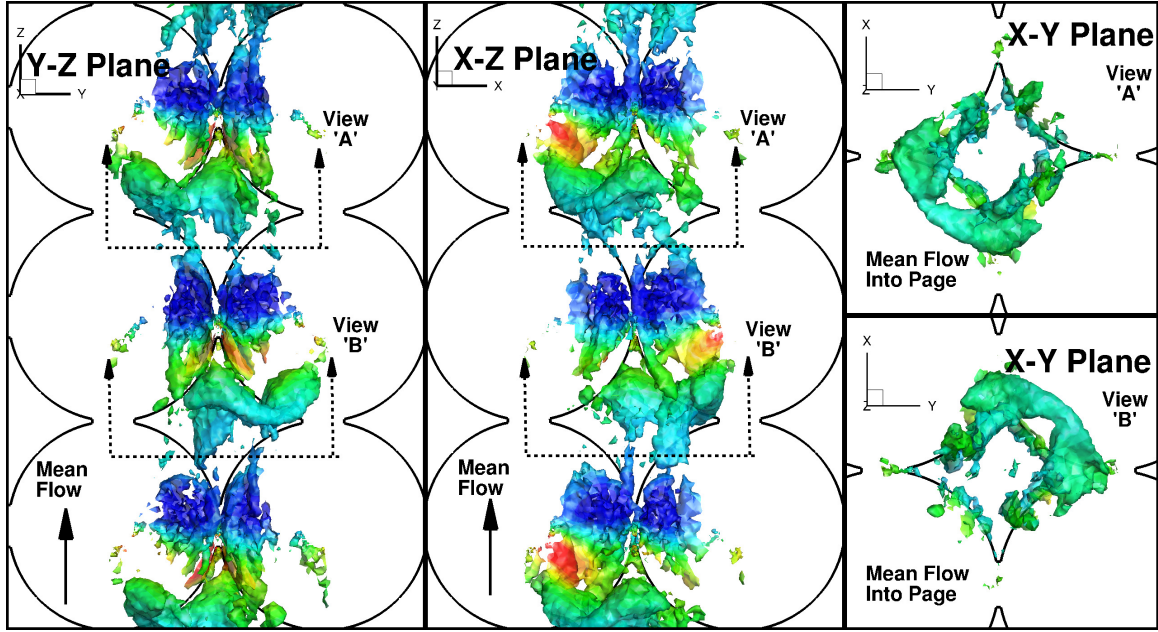 Y-Z Plane
Z
X
Y
View
'A'
View
'B'
Mean
Flow
X-Z Plane
Z
Y
X
View
'A'
View
'B'
Mean
Flow
X-Y Plane
X
Z
Y
View
'A'
Mean Flow
Into Page
X-Y Plane
X
Z
Y
View
'B'
Mean Flow
Into Page